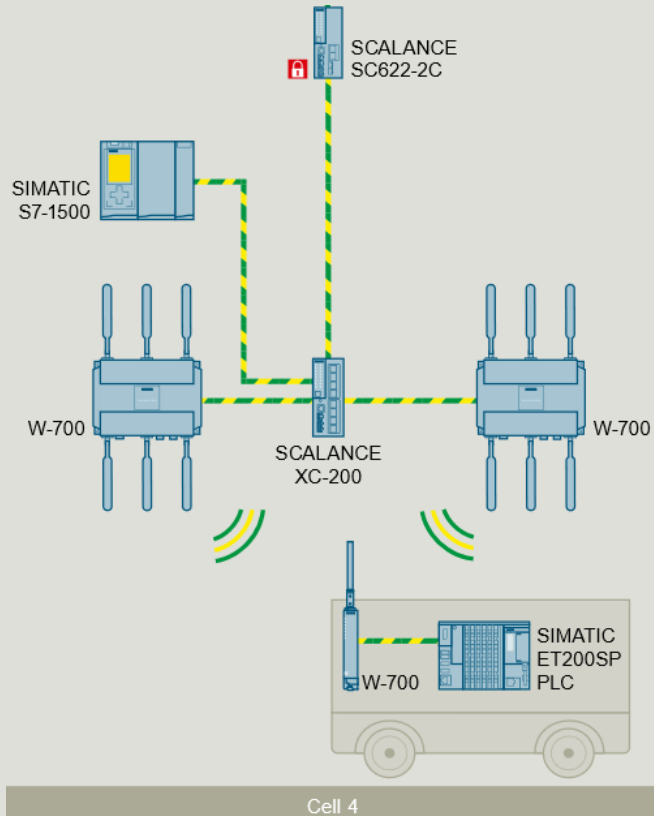 SCALANCE
SC622-2C
SIMATIC
S7-1500
W-700
W-700
SCALANCE
XC-200
W-700
SIMATIC
ET200SP
PLC
Cell 4